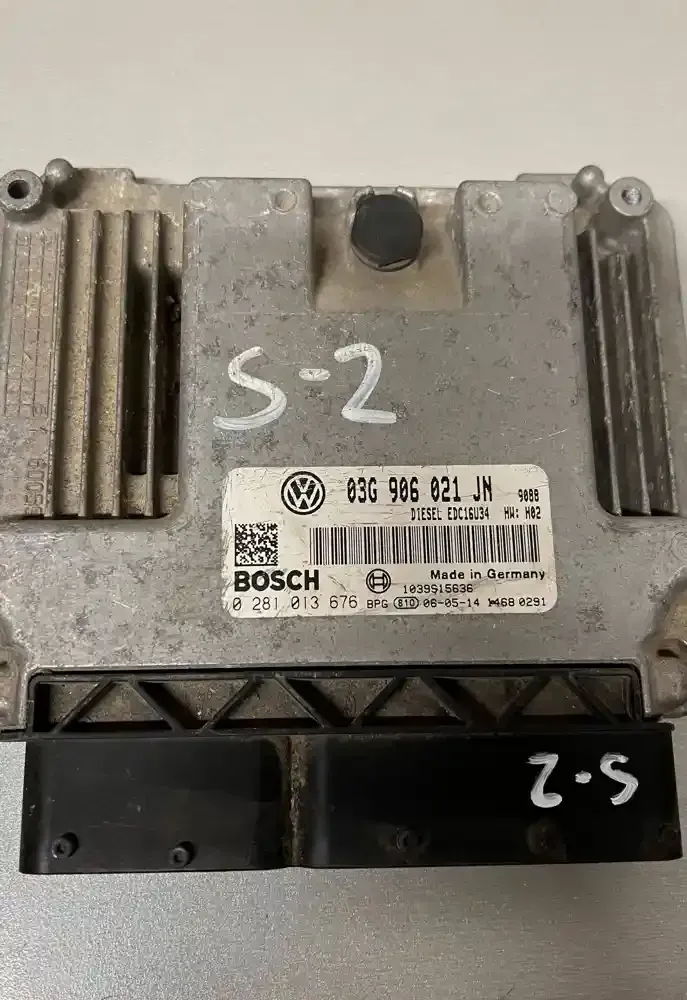 S-2
03G 906 021 JN 9088
DIESEL EDC16U34 HW: H02
BOSCH
Made in Germany
1039S15636
0 281 013 676 BPG 810 06-05-14 1468 0291
S-2